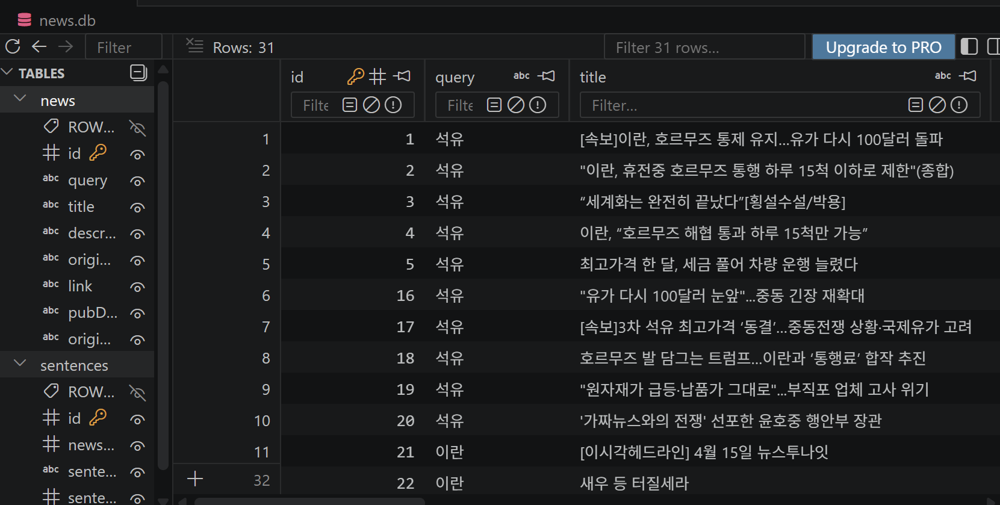 news.db
Filter
Rows: 31
Filter 31 rows...
Upgrade to PRO
TABLES
news
ROW...
id
abc query
abc title
abc descr...
abc origi...
abc link
abc pubD...
abc origi...
sentences
ROW...
id
news...
abc sente...
sente...
id query abc title abc
Filte Filte Filter...
1 1 석유 [속보]이란, 호르무즈 통제 유지…유가 다시 100달러 돌파
2 2 석유 "이란, 휴전중 호르무즈 통행 하루 15척 이하로 제한"(종합)
3 3 석유 “세계화는 완전히 끝났다”[횡설수설/박용]
4 4 석유 이란, “호르무즈 해협 통과 하루 15척만 가능”
5 5 석유 최고가격 한 달, 세금 풀어 차량 운행 늘렸다
6 16 석유 "유가 다시 100달러 눈앞"…중동 긴장 재확대
7 17 석유 [속보]3차 석유 최고가격 ‘동결’…중동전쟁 상황·국제유가 고려
8 18 석유 호르무즈 발 담그는 트럼프…이란과 ‘통행료’ 합작 추진
9 19 석유 "원자재가 급등·납품가 그대로"…부직포 업체 고사 위기
10 20 석유 '가짜뉴스와의 전쟁' 선포한 윤호중 행안부 장관
11 21 이란 [이시각헤드라인] 4월 15일 뉴스투나잇
32 22 이란 새우 등 터질세라